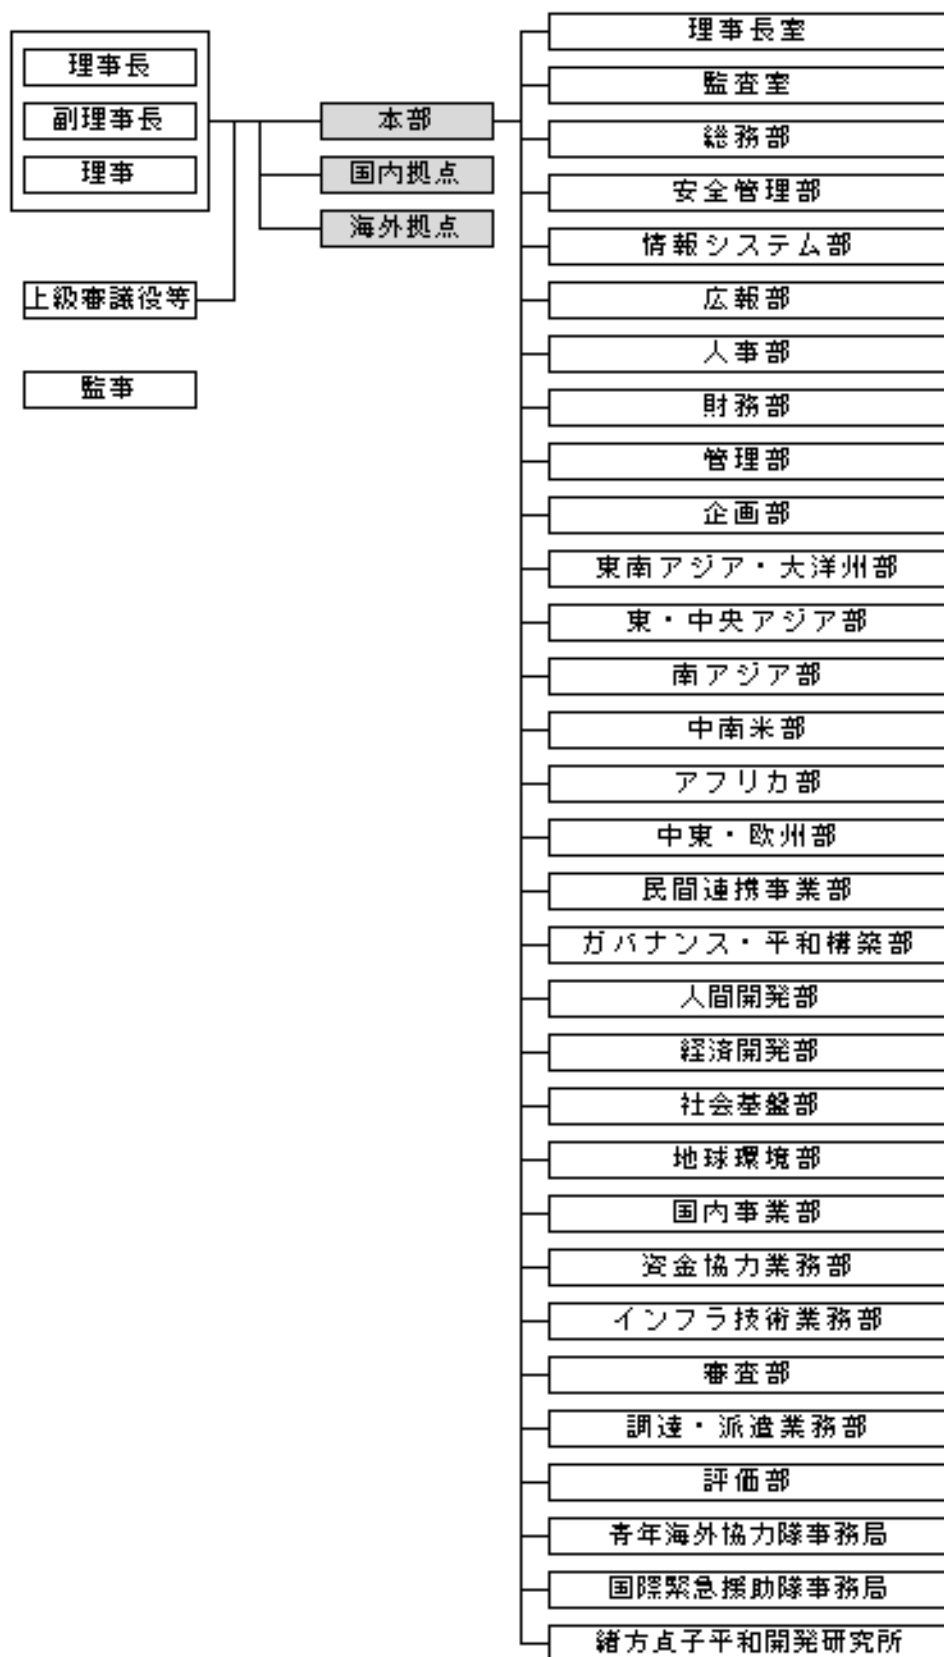 理事長
副理事長
理事
上級審議役等
監事
本部
国内拠点
海外拠点
理事長室
監査室
総務部
安全管理部
情報システム部
広報部
人事部
財務部
管理部
企画部
東南アジア・大洋州部
東・中央アジア部
南アジア部
中南米部
アフリカ部
中東・欧州部
民間連携事業部
ガバナンス・平和構築部
人間開発部
経済開発部
社会基盤部
地球環境部
国内事業部
資金協力業務部
インフラ技術業務部
審査部
調達・派遣業務部
評価部
青年海外協力隊事務局
国際緊急援助隊事務局
緒方貞子平和開発研究所